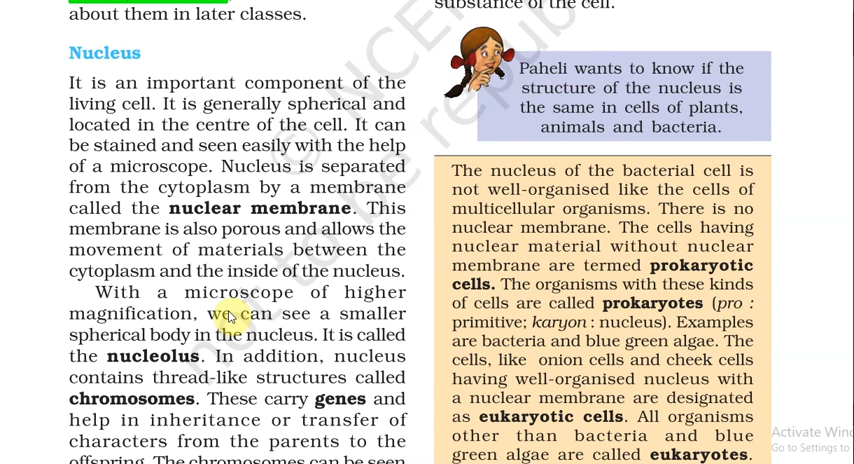 about them in later classes.
Nucleus
It is an important component of the
living cell. It is generally spherical and
located in the centre of the cell. It can
be stained and seen easily with the help
of a microscope. Nucleus is separated
from the cytoplasm by a membrane
called the nuclear membrane. This
membrane is also porous and allows the
movement of materials between the
cytoplasm and the inside of the nucleus.
With a microscope of higher
magnification, we can see a smaller
spherical body in the nucleus. It is called
the nucleolus. In addition, nucleus
contains thread-like structures called
chromosomes. These carry genes and
help in inheritance or transfer of
characters from the parents to the
offspring. The chromosomes can be seen
substance of the cell.
Paheli wants to know if the
structure of the nucleus is
the same in cells of plants,
animals and bacteria.
The nucleus of the bacterial cell is
not well-organised like the cells of
multicellular organisms. There is no
nuclear membrane. The cells having
nuclear material without nuclear
membrane are termed prokaryotic
cells. The organisms with these kinds
of cells are called prokaryotes (pro :
primitive; karyon : nucleus). Examples
are bacteria and blue green algae. The
cells, like onion cells and cheek cells
having well-organised nucleus with
a nuclear membrane are designated
as eukaryotic cells. All organisms
other than bacteria and blue
green algae are called eukaryotes.
© NCE
not to be repub
Activate Wind
Go to Settings to